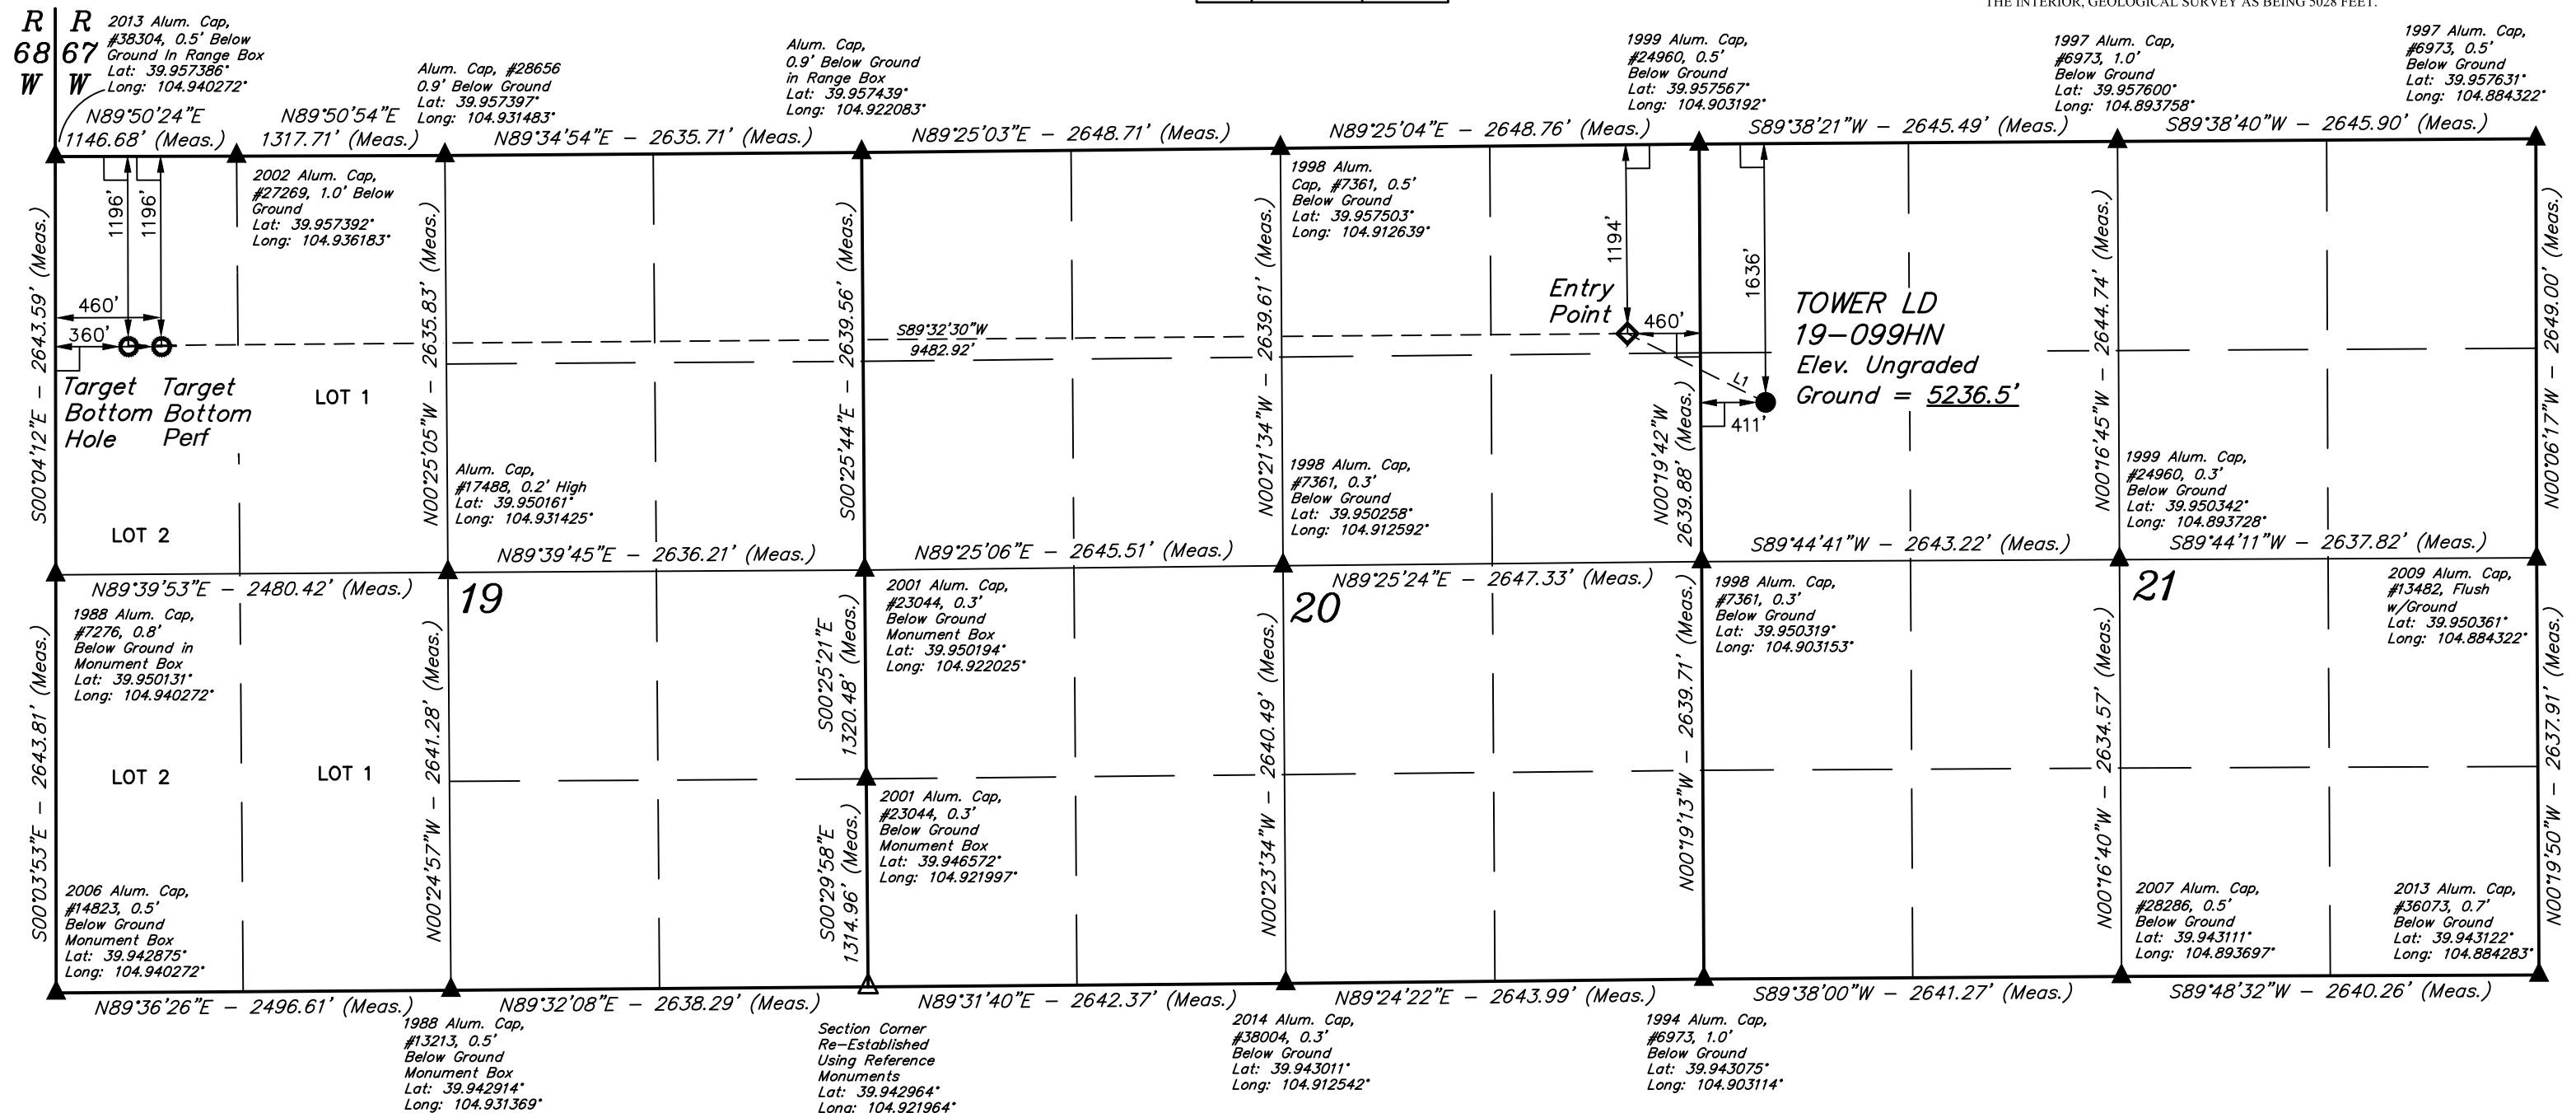 THE INTERIOR, GEOLOGICAL SURVEY AS BEING 5028 FEET.
R R
68 67
W W
2013 Alum. Cap,
#38304, 0.5' Below
Ground In Range Box
Lat: 39.957386°
Long: 104.940272°
Alum. Cap, #28656
0.9' Below Ground
Lat: 39.957397°
Long: 104.931483°
Alum. Cap,
0.9' Below Ground
in Range Box
Lat: 39.957439°
Long: 104.922083°
1999 Alum. Cap,
#24960, 0.5'
Below Ground
Lat: 39.957567°
Long: 104.903192°
1997 Alum. Cap,
#6973, 1.0'
Below Ground
Lat: 39.957600°
Long: 104.893758°
1997 Alum. Cap,
#6973, 0.5'
Below Ground
Lat: 39.957631°
Long: 104.884322°
N89°50'24"E
1146.68' (Meas.)
N89°50'54"E
1317.71' (Meas.)
N89°34'54"E – 2635.71' (Meas.)
N89°25'03"E – 2648.71' (Meas.)
N89°25'04"E – 2648.76' (Meas.)
S89°38'21"W – 2645.49' (Meas.)
S89°38'40"W – 2645.90' (Meas.)
2002 Alum. Cap,
#27269, 1.0' Below
Ground
Lat: 39.957392°
Long: 104.936183°
1998 Alum.
Cap, #7361, 0.5'
Below Ground
Lat: 39.957503°
Long: 104.912639°
1196'
1196'
1194'
1636'
S00°04'12"E – 2643.59' (Meas.)
N00°25'05"W – 2635.83' (Meas.)
S00°25'44"E – 2639.56' (Meas.)
N00°21'34"W – 2639.61' (Meas.)
N00°19'42"W
2639.88' (Meas.)
N00°16'45"W – 2644.74' (Meas.)
N00°06'17"W – 2649.00' (Meas.)
460'
360'
Target
Bottom
Hole
Target
Bottom
Perf
LOT 1
LOT 2
S89°32'30"W
9482.92'
Entry
Point
460'
L1
411'
TOWER LD
19-099HN
Elev. Ungraded
Ground = 5236.5'
Alum. Cap,
#17488, 0.2' High
Lat: 39.950161°
Long: 104.931425°
1998 Alum. Cap,
#7361, 0.3'
Below Ground
Lat: 39.950258°
Long: 104.912592°
1999 Alum. Cap,
#24960, 0.3'
Below Ground
Lat: 39.950342°
Long: 104.893728°
N89°39'53"E – 2480.42' (Meas.)
N89°39'45"E – 2636.21' (Meas.)
N89°25'06"E – 2645.51' (Meas.)
N89°25'24"E – 2647.33' (Meas.)
S89°44'41"W – 2643.22' (Meas.)
S89°44'11"W – 2637.82' (Meas.)
19
20
21
1988 Alum. Cap,
#7276, 0.8'
Below Ground in
Monument Box
Lat: 39.950131°
Long: 104.940272°
2001 Alum. Cap,
#23044, 0.3'
Below Ground
Monument Box
Lat: 39.950194°
Long: 104.922025°
1998 Alum. Cap,
#7361, 0.3'
Below Ground
Lat: 39.950319°
Long: 104.903153°
2009 Alum. Cap,
#13482, Flush
w/Ground
Lat: 39.950361°
Long: 104.884322°
S00°03'53"E – 2643.81' (Meas.)
N00°24'57"W – 2641.28' (Meas.)
S00°25'21"E
1320.48' (Meas.)
S00°29'58"E
1314.96' (Meas.)
N00°23'34"W – 2640.49' (Meas.)
N00°19'13"W – 2639.71' (Meas.)
N00°16'40"W – 2634.57' (Meas.)
N00°19'50"W – 2637.91' (Meas.)
LOT 2
LOT 1
2001 Alum. Cap,
#23044, 0.3'
Below Ground
Monument Box
Lat: 39.946572°
Long: 104.921997°
2006 Alum. Cap,
#14823, 0.5'
Below Ground
Monument Box
Lat: 39.942875°
Long: 104.940272°
2007 Alum. Cap,
#28286, 0.5'
Below Ground
Lat: 39.943111°
Long: 104.893697°
2013 Alum. Cap,
#36073, 0.7'
Below Ground
Lat: 39.943122°
Long: 104.884283°
N89°36'26"E – 2496.61' (Meas.)
N89°32'08"E – 2638.29' (Meas.)
N89°31'40"E – 2642.37' (Meas.)
N89°24'22"E – 2643.99' (Meas.)
S89°38'00"W – 2641.27' (Meas.)
S89°48'32"W – 2640.26' (Meas.)
1988 Alum. Cap,
#13213, 0.5'
Below Ground
Monument Box
Lat: 39.942914°
Long: 104.931369°
Section Corner
Re-Established
Using Reference
Monuments
Lat: 39.942964°
Long: 104.921964°
2014 Alum. Cap,
#38004, 0.3'
Below Ground
Lat: 39.943011°
Long: 104.912542°
1994 Alum. Cap,
#6973, 1.0'
Below Ground
Lat: 39.943075°
Long: 104.903114°